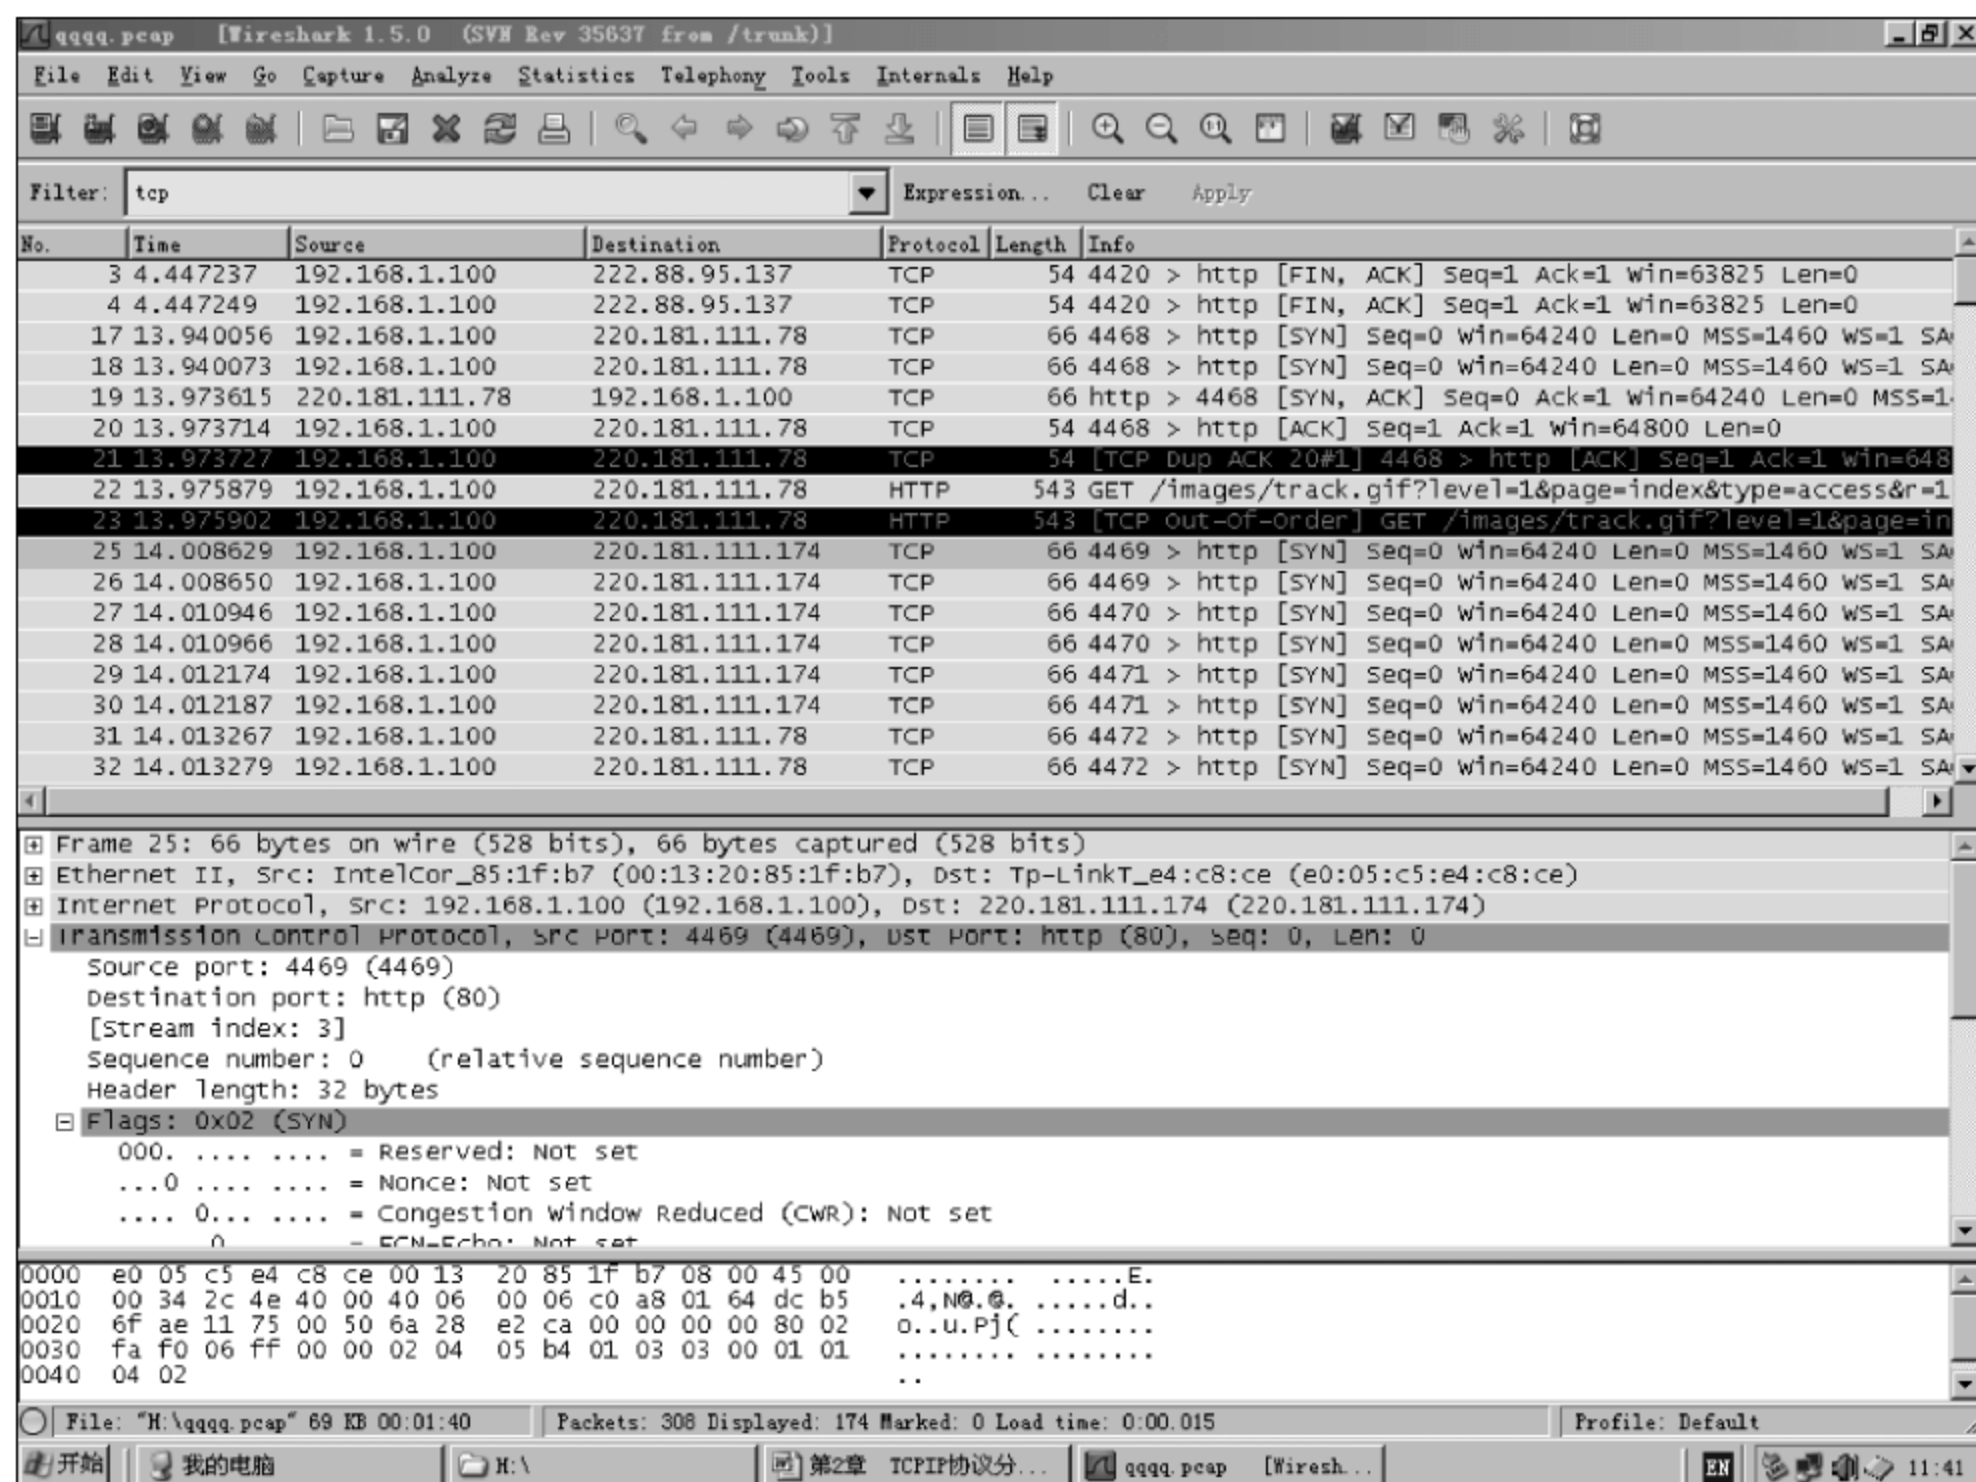 qqqq.pcap [Wireshark 1.5.0 (SVN Rev 35637 from /trunk)]
File Edit View Go Capture Analyze Statistics Telephony Tools Internals Help
Filter: tcp Expression... Clear Apply
No. Time Source Destination Protocol Length Info
3 4.447237 192.168.1.100 222.88.95.137 TCP 54 4420 > http [FIN, ACK] Seq=1 Ack=1 Win=63825 Len=0
4 4.447249 192.168.1.100 222.88.95.137 TCP 54 4420 > http [FIN, ACK] Seq=1 Ack=1 Win=63825 Len=0
17 13.940056 192.168.1.100 220.181.111.78 TCP 66 4468 > http [SYN] Seq=0 Win=64240 Len=0 MSS=1460 WS=1 SA
18 13.940073 192.168.1.100 220.181.111.78 TCP 66 4468 > http [SYN] Seq=0 Win=64240 Len=0 MSS=1460 WS=1 SA
19 13.973615 220.181.111.78 192.168.1.100 TCP 66 http > 4468 [SYN, ACK] Seq=0 Ack=1 Win=64240 Len=0 MSS=1
20 13.973714 192.168.1.100 220.181.111.78 TCP 54 4468 > http [ACK] Seq=1 Ack=1 Win=64800 Len=0
21 13.973727 192.168.1.100 220.181.111.78 TCP 54 [TCP Dup ACK 20#1] 4468 > http [ACK] Seq=1 Ack=1 Win=648
22 13.975879 192.168.1.100 220.181.111.78 HTTP 543 GET /images/track.gif?level=1&page=index&type=access&r=1
23 13.975902 192.168.1.100 220.181.111.78 HTTP 543 [TCP Out-Of-Order] GET /images/track.gif?level=1&page=in
25 14.008629 192.168.1.100 220.181.111.174 TCP 66 4469 > http [SYN] Seq=0 Win=64240 Len=0 MSS=1460 WS=1 SA
26 14.008650 192.168.1.100 220.181.111.174 TCP 66 4469 > http [SYN] Seq=0 Win=64240 Len=0 MSS=1460 WS=1 SA
27 14.010946 192.168.1.100 220.181.111.174 TCP 66 4470 > http [SYN] Seq=0 Win=64240 Len=0 MSS=1460 WS=1 SA
28 14.010966 192.168.1.100 220.181.111.174 TCP 66 4470 > http [SYN] Seq=0 Win=64240 Len=0 MSS=1460 WS=1 SA
29 14.012174 192.168.1.100 220.181.111.174 TCP 66 4471 > http [SYN] Seq=0 Win=64240 Len=0 MSS=1460 WS=1 SA
30 14.012187 192.168.1.100 220.181.111.174 TCP 66 4471 > http [SYN] Seq=0 Win=64240 Len=0 MSS=1460 WS=1 SA
31 14.013267 192.168.1.100 220.181.111.78 TCP 66 4472 > http [SYN] Seq=0 Win=64240 Len=0 MSS=1460 WS=1 SA
32 14.013279 192.168.1.100 220.181.111.78 TCP 66 4472 > http [SYN] Seq=0 Win=64240 Len=0 MSS=1460 WS=1 SA
Frame 25: 66 bytes on wire (528 bits), 66 bytes captured (528 bits)
Ethernet II, Src: IntelCor_85:1f:b7 (00:13:20:85:1f:b7), Dst: Tp-LinkT_e4:c8:ce (e0:05:c5:e4:c8:ce)
Internet Protocol, Src: 192.168.1.100 (192.168.1.100), Dst: 220.181.111.174 (220.181.111.174)
Transmission Control Protocol, Src Port: 4469 (4469), Dst Port: http (80), Seq: 0, Len: 0
Source port: 4469 (4469)
Destination port: http (80)
[Stream index: 3]
Sequence number: 0 (relative sequence number)
Header length: 32 bytes
Flags: 0x02 (SYN)
000. .... .... = Reserved: Not set
...0 .... .... = Nonce: Not set
.... 0... .... = Congestion Window Reduced (CWR): Not set
0 = ECN-Echo: Not set
0000 e0 05 c5 e4 c8 ce 00 13 20 85 1f b7 08 00 45 00 ........ .....E.
0010 00 34 2c 4e 40 00 40 06 00 06 c0 a8 01 64 dc b5 .4,N@.@. .....d..
0020 6f ae 11 75 00 50 6a 28 e2 ca 00 00 00 00 80 02 o..u.Pj( ........
0030 fa f0 06 ff 00 00 02 04 05 b4 01 03 03 00 01 01 ........ ........
0040 04 02 ..
File: "H:\qqqq.pcap" 69 KB 00:01:40 Packets: 308 Displayed: 174 Marked: 0 Load time: 0:00.015 Profile: Default
开始 我的电脑 H:\ 第2章 TCPIP协议分... qqqq.pcap [Wiresh... EN 11:41